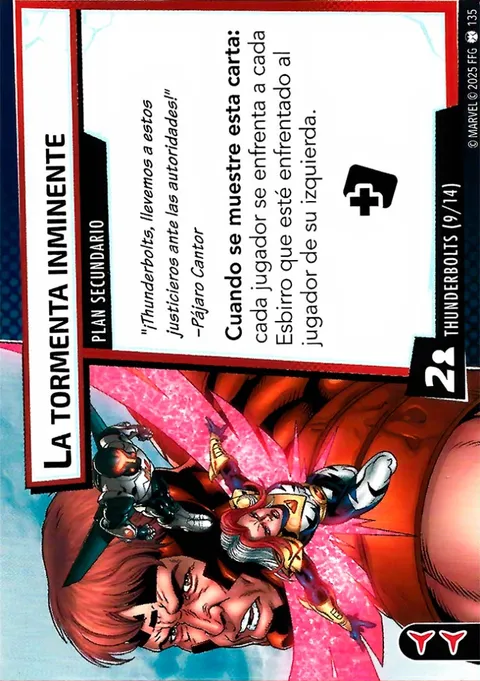 LA TORMENTA INMINENTE
PLAN SECUNDARIO
"¡Thunderbolts, llevemos a estos
justicieros ante las autoridades!"
–Pájaro Cantor
Cuando se muestre esta carta:
cada jugador se enfrenta a cada
Esbirro que esté enfrentado al
jugador de su izquierda.
2
THUNDERBOLTS (9/14)
© MARVEL © 2025 FFG 135